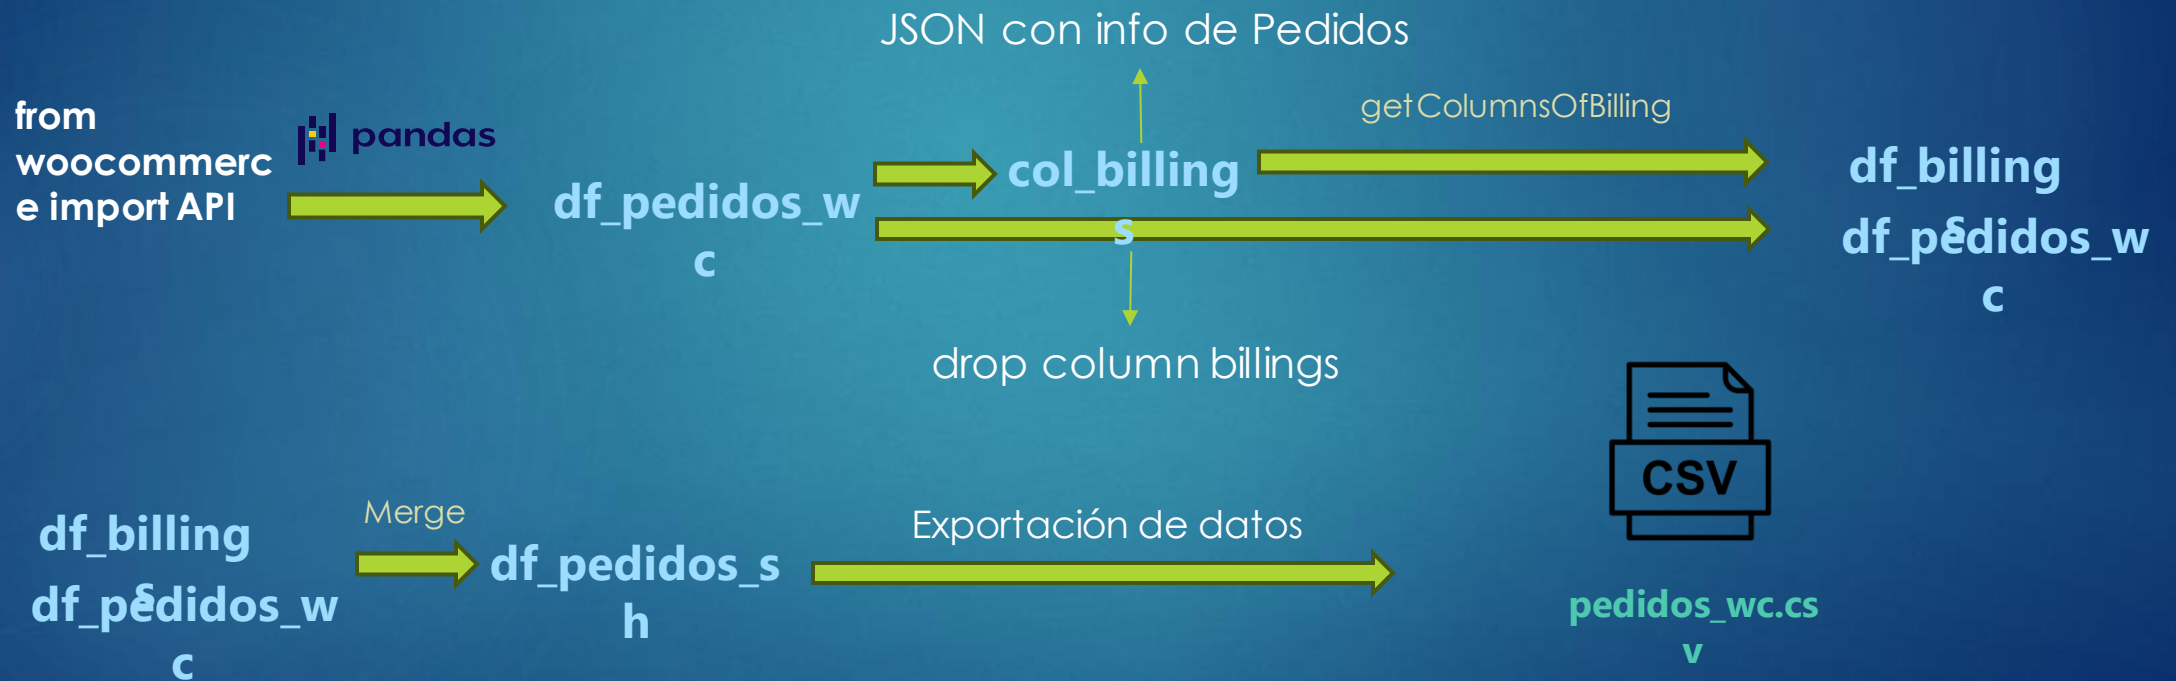 JSON con info de Pedidos
from
woocommerc
e import API
pandas
df_pedidos_w
c
col_billing
s
getColumnsOfBilling
df_billing
s
df_pedidos_w
c
drop column billings
CSV
df_billing
s
df_pedidos_w
c
Merge
df_pedidos_s
h
Exportación de datos
pedidos_wc.cs
v